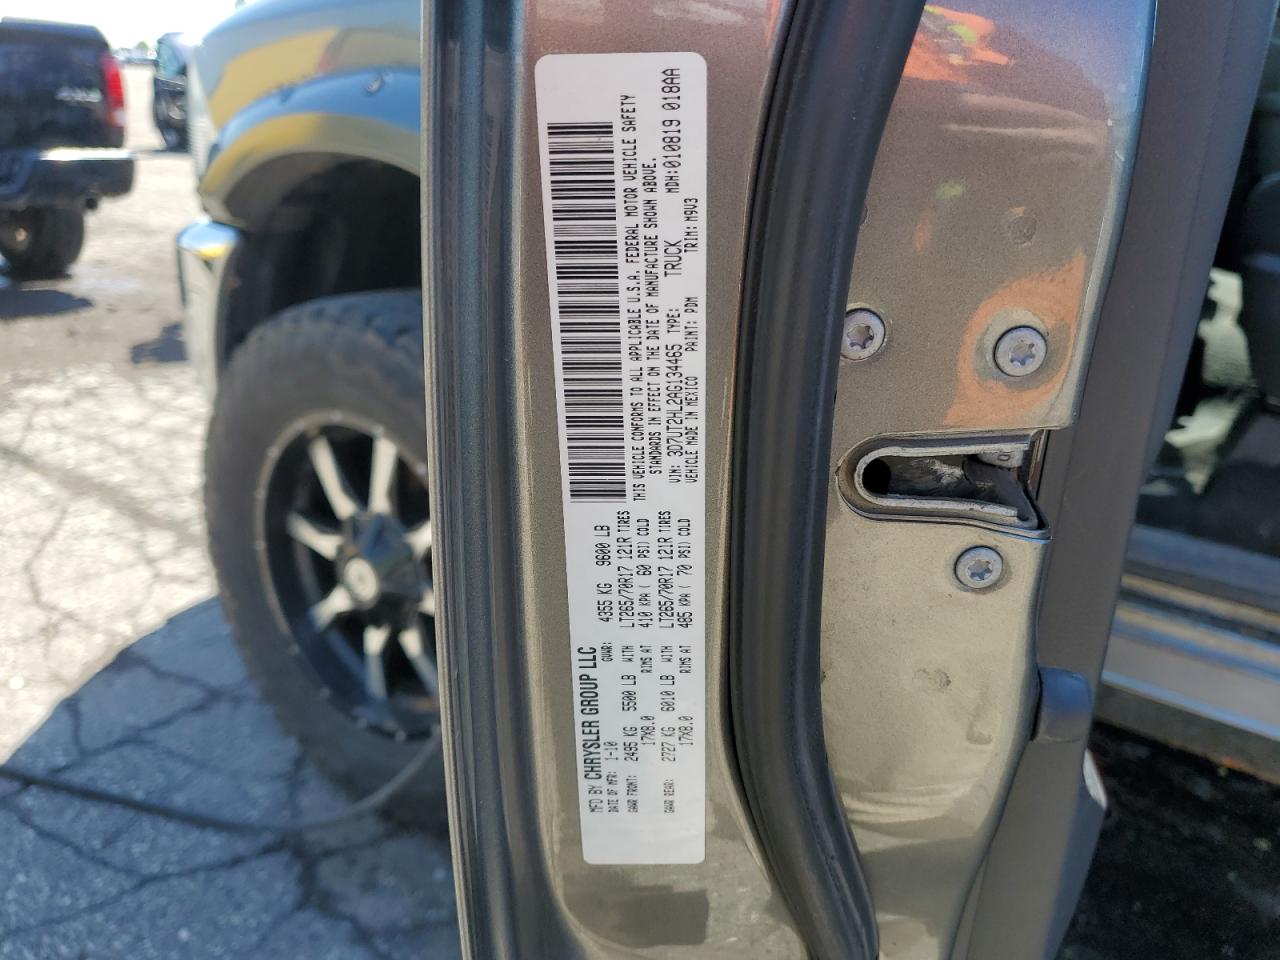 MFD BY CHRYSLER GROUP LLC
DATE OF MFR: 1-10 GVWR: 4355 KG 9600 LB
GAWR FRONT: 2495 KG 5500 LB WITH LT265/70R17 121R TIRES
17X8.0 RIMS AT 410 KPA ( 60 PSI) COLD
GAWR REAR: 2727 KG 6010 LB WITH LT265/70R17 121R TIRES
17X8.0 RIMS AT 485 KPA ( 70 PSI) COLD
THIS VEHICLE CONFORMS TO ALL APPLICABLE U.S.A. FEDERAL MOTOR VEHICLE SAFETY
STANDARDS IN EFFECT ON THE DATE OF MANUFACTURE SHOWN ABOVE.
VIN: 3D7UT2HL2AG134465 TYPE: TRUCK MDH:010819 018AA
VEHICLE MADE IN MEXICO PAINT: PDM TRIM: M9V3